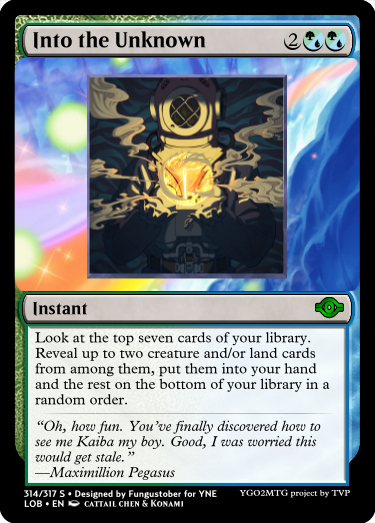 Into the Unknown 2
Instant
Look at the top seven cards of your library.
Reveal up to two creature and/or land cards
from among them, put them into your hand
and the rest on the bottom of your library in a
random order.
“Oh, how fun. You've finally discovered how to
see me Kaiba my boy. Good, I was worried this
would get stale.”
—Maximillion Pegasus
314/317 S • Designed by Fungustober for YNE
LOB • EN CATTAIL CHEN & KONAMI YGO2MTG project by TVP